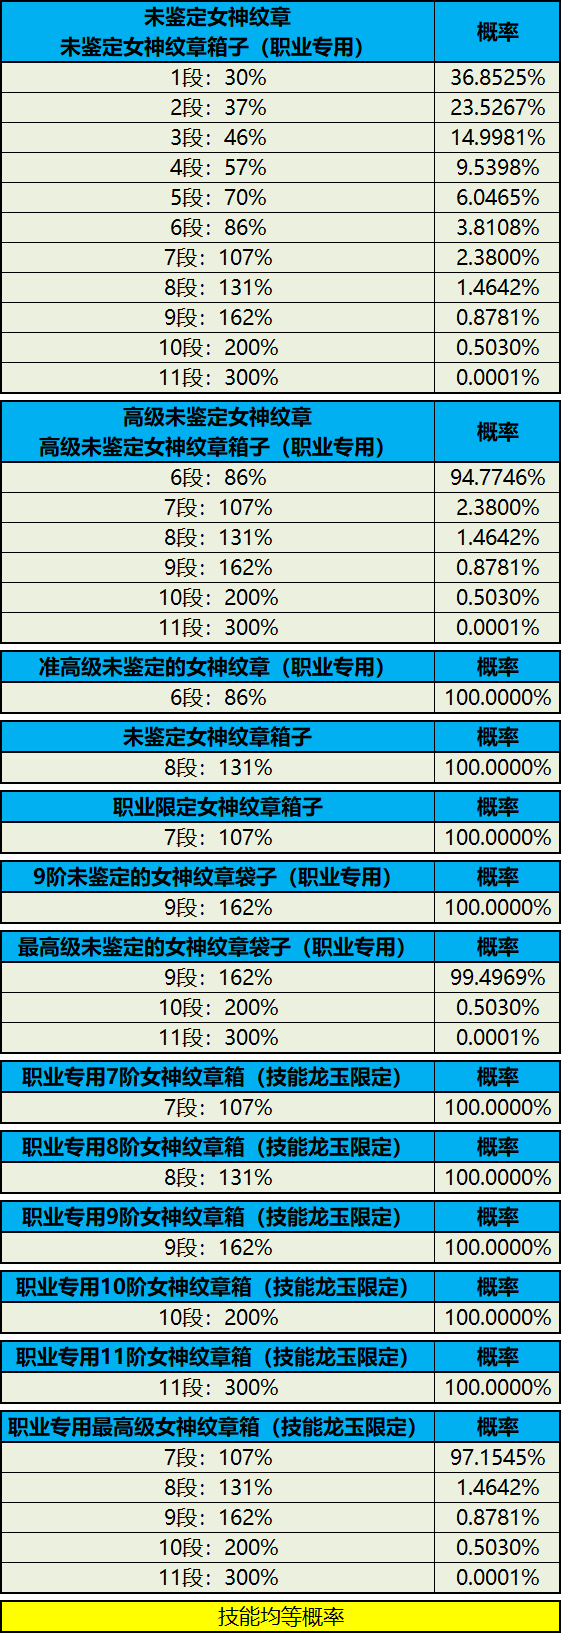 未鉴定女神纹章
未鉴定女神纹章箱子（职业专用） 概率
1段：30% 36.8525%
2段：37% 23.5267%
3段：46% 14.9981%
4段：57% 9.5398%
5段：70% 6.0465%
6段：86% 3.8108%
7段：107% 2.3800%
8段：131% 1.4642%
9段：162% 0.8781%
10段：200% 0.5030%
11段：300% 0.0001%
高级未鉴定女神纹章
高级未鉴定女神纹章箱子（职业专用） 概率
6段：86% 94.7746%
7段：107% 2.3800%
8段：131% 1.4642%
9段：162% 0.8781%
10段：200% 0.5030%
11段：300% 0.0001%
准高级未鉴定的女神纹章（职业专用） 概率
6段：86% 100.0000%
未鉴定女神纹章箱子 概率
8段：131% 100.0000%
职业限定女神纹章箱子 概率
7段：107% 100.0000%
9阶未鉴定的女神纹章袋子（职业专用） 概率
9段：162% 100.0000%
最高级未鉴定的女神纹章袋子（职业专用） 概率
9段：162% 99.4969%
10段：200% 0.5030%
11段：300% 0.0001%
职业专用7阶女神纹章箱（技能龙玉限定） 概率
7段：107% 100.0000%
职业专用8阶女神纹章箱（技能龙玉限定） 概率
8段：131% 100.0000%
职业专用9阶女神纹章箱（技能龙玉限定） 概率
9段：162% 100.0000%
职业专用10阶女神纹章箱（技能龙玉限定） 概率
10段：200% 100.0000%
职业专用11阶女神纹章箱（技能龙玉限定） 概率
11段：300% 100.0000%
职业专用最高级女神纹章箱（技能龙玉限定） 概率
7段：107% 97.1545%
8段：131% 1.4642%
9段：162% 0.8781%
10段：200% 0.5030%
11段：300% 0.0001%
技能均等概率